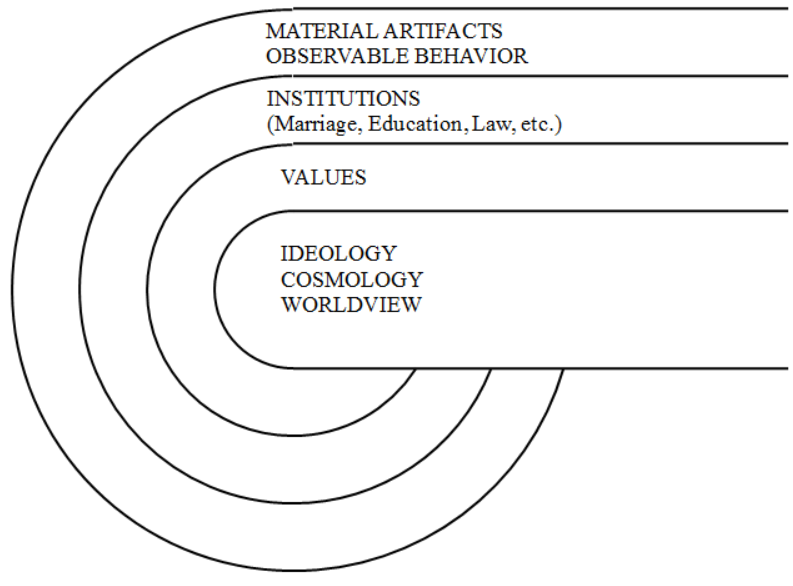 MATERIAL ARTIFACTS
OBSERVABLE BEHAVIOR
INSTITUTIONS
(Marriage, Education, Law, etc.)
VALUES
IDEOLOGY
COSMOLOGY
WORLDVIEW